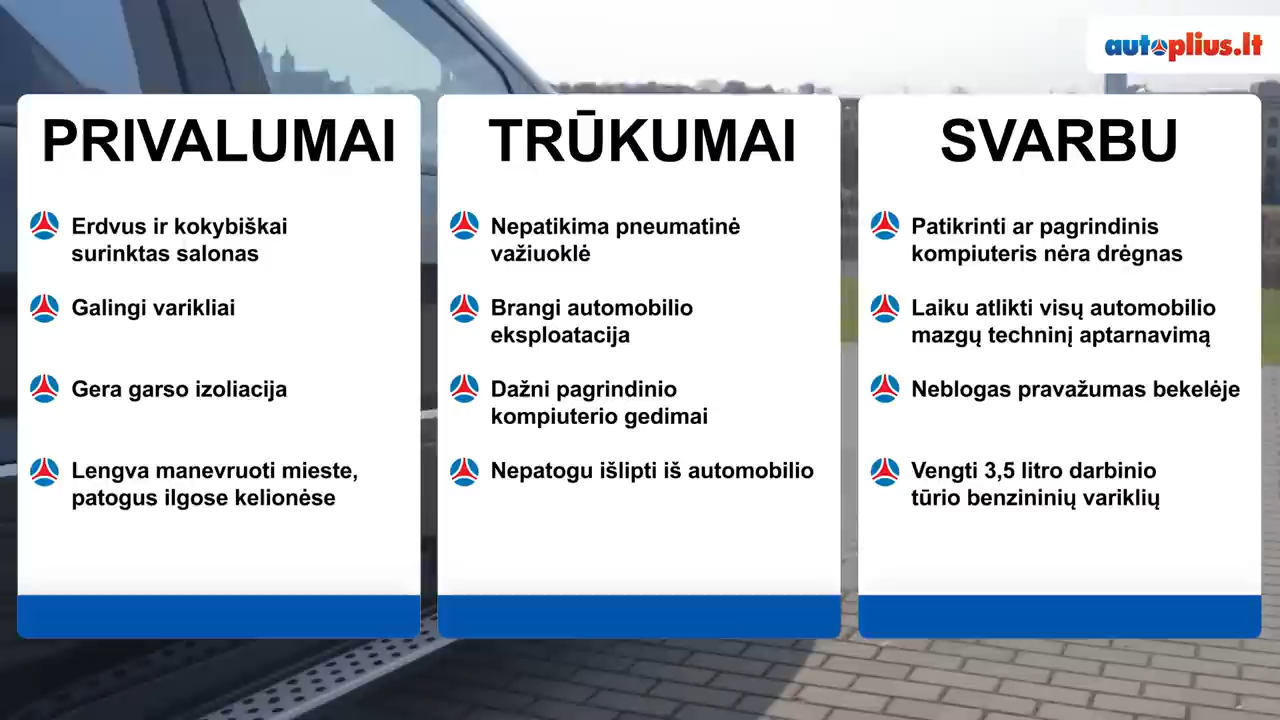 autoplius.lt
PRIVALUMAI
Erdvus ir kokybiškai
surinktas salonas
Galingi varikliai
Gera garso izoliacija
Lengva manevruoti mieste,
patogus ilgose kelionėse
TRŪKUMAI
Nepatikima pneumatinė
važiuoklė
Brangi automobilio
eksploatacija
Dažni pagrindinio
kompiuterio gedimai
Nepatogu išlipti iš automobilio
SVARBU
Patikrinti ar pagrindinis
kompiuteris nėra drėgnas
Laiku atlikti visų automobilio
mazgų techninį aptarnavimą
Neblogas pravažumas bekelėje
Vengti 3,5 litro darbinio
tūrio benzininių variklių